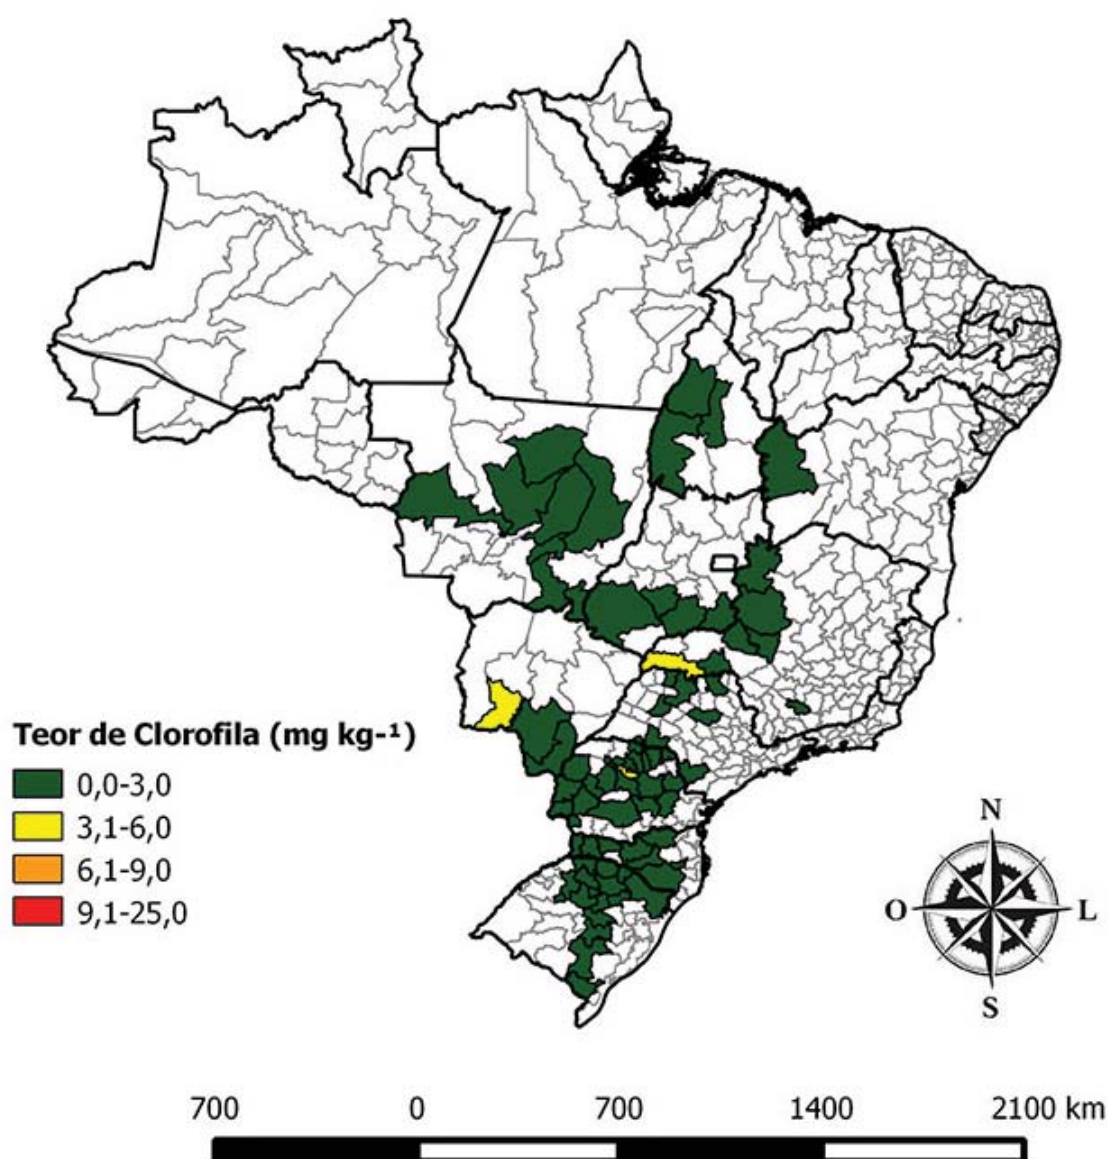 Teor de Clorofila (mg kg-¹)
0,0-3,0
3,1-6,0
6,1-9,0
9,1-25,0
N
O
L
S
700 0 700 1400 2100 km